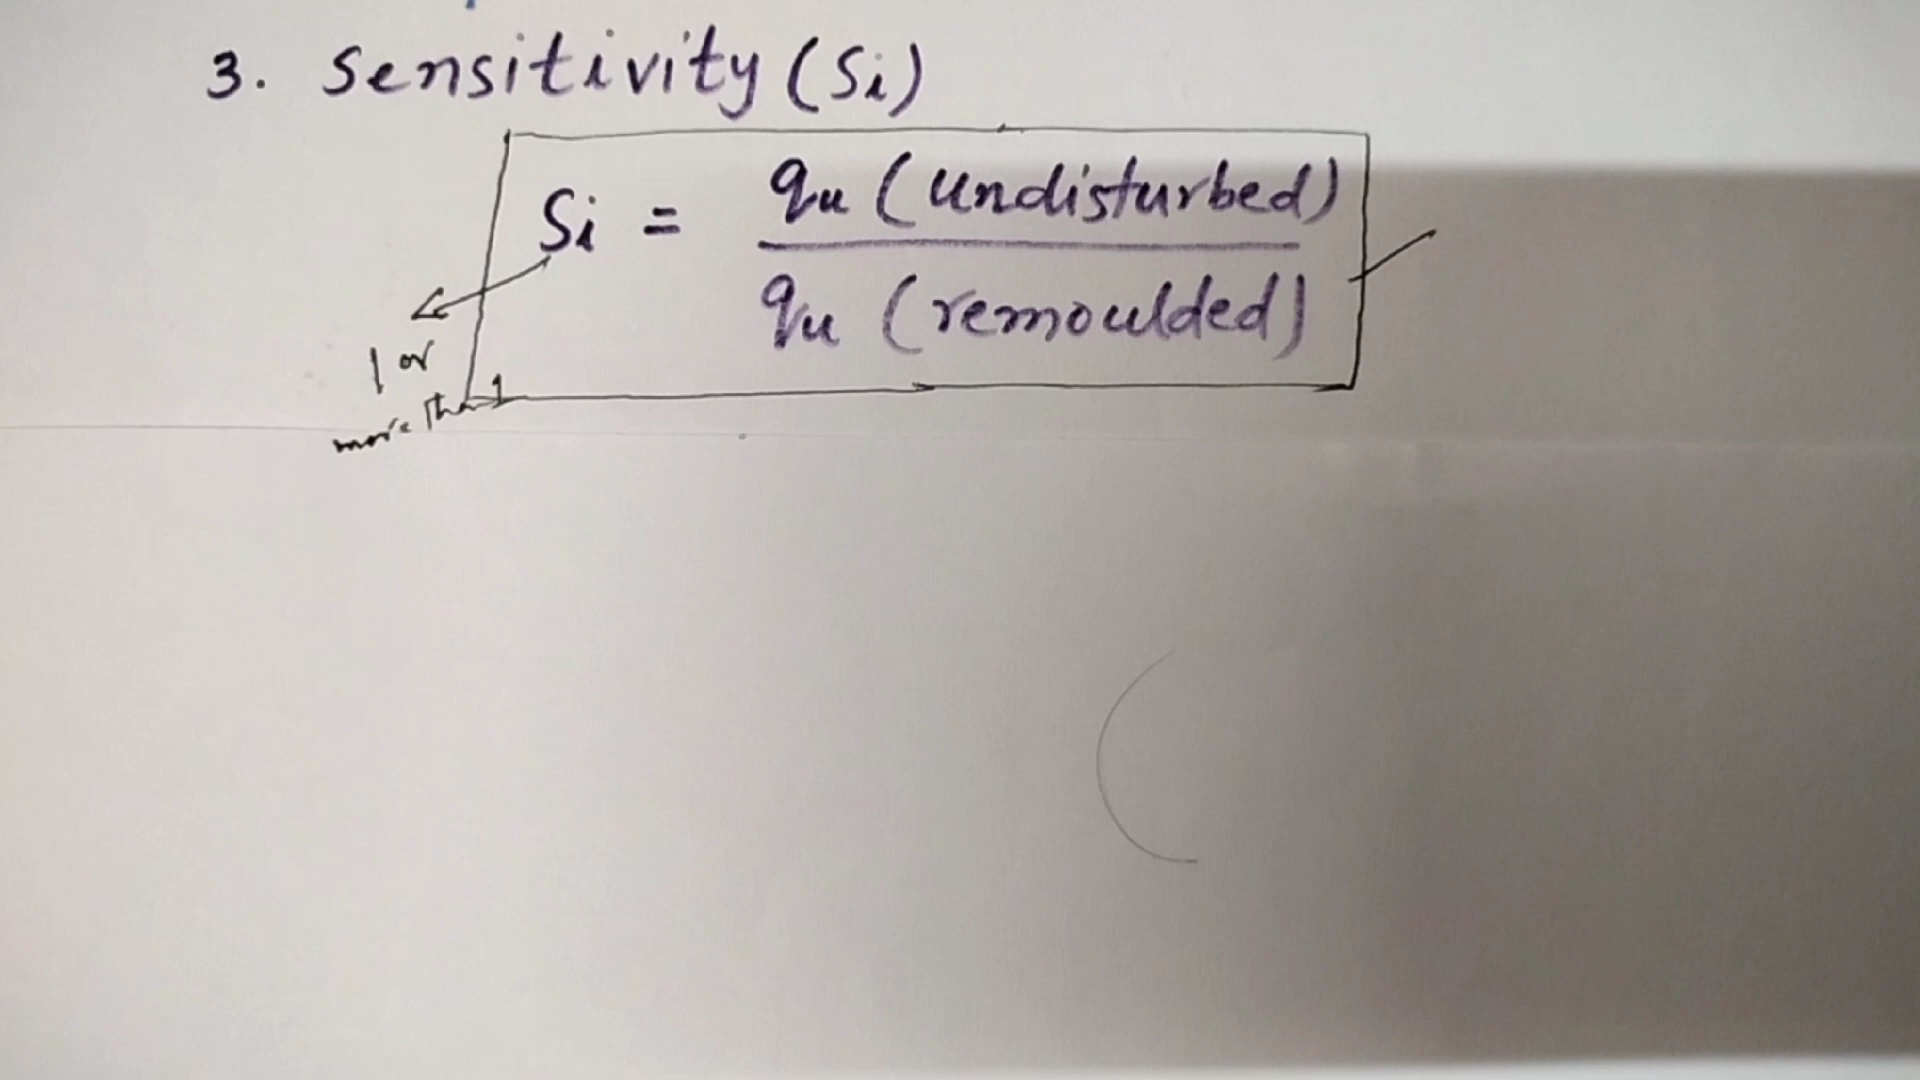 3. Sensitivity (Si)
Si = qu (undisturbed)
qu (remoulded)
1 or
more than 1